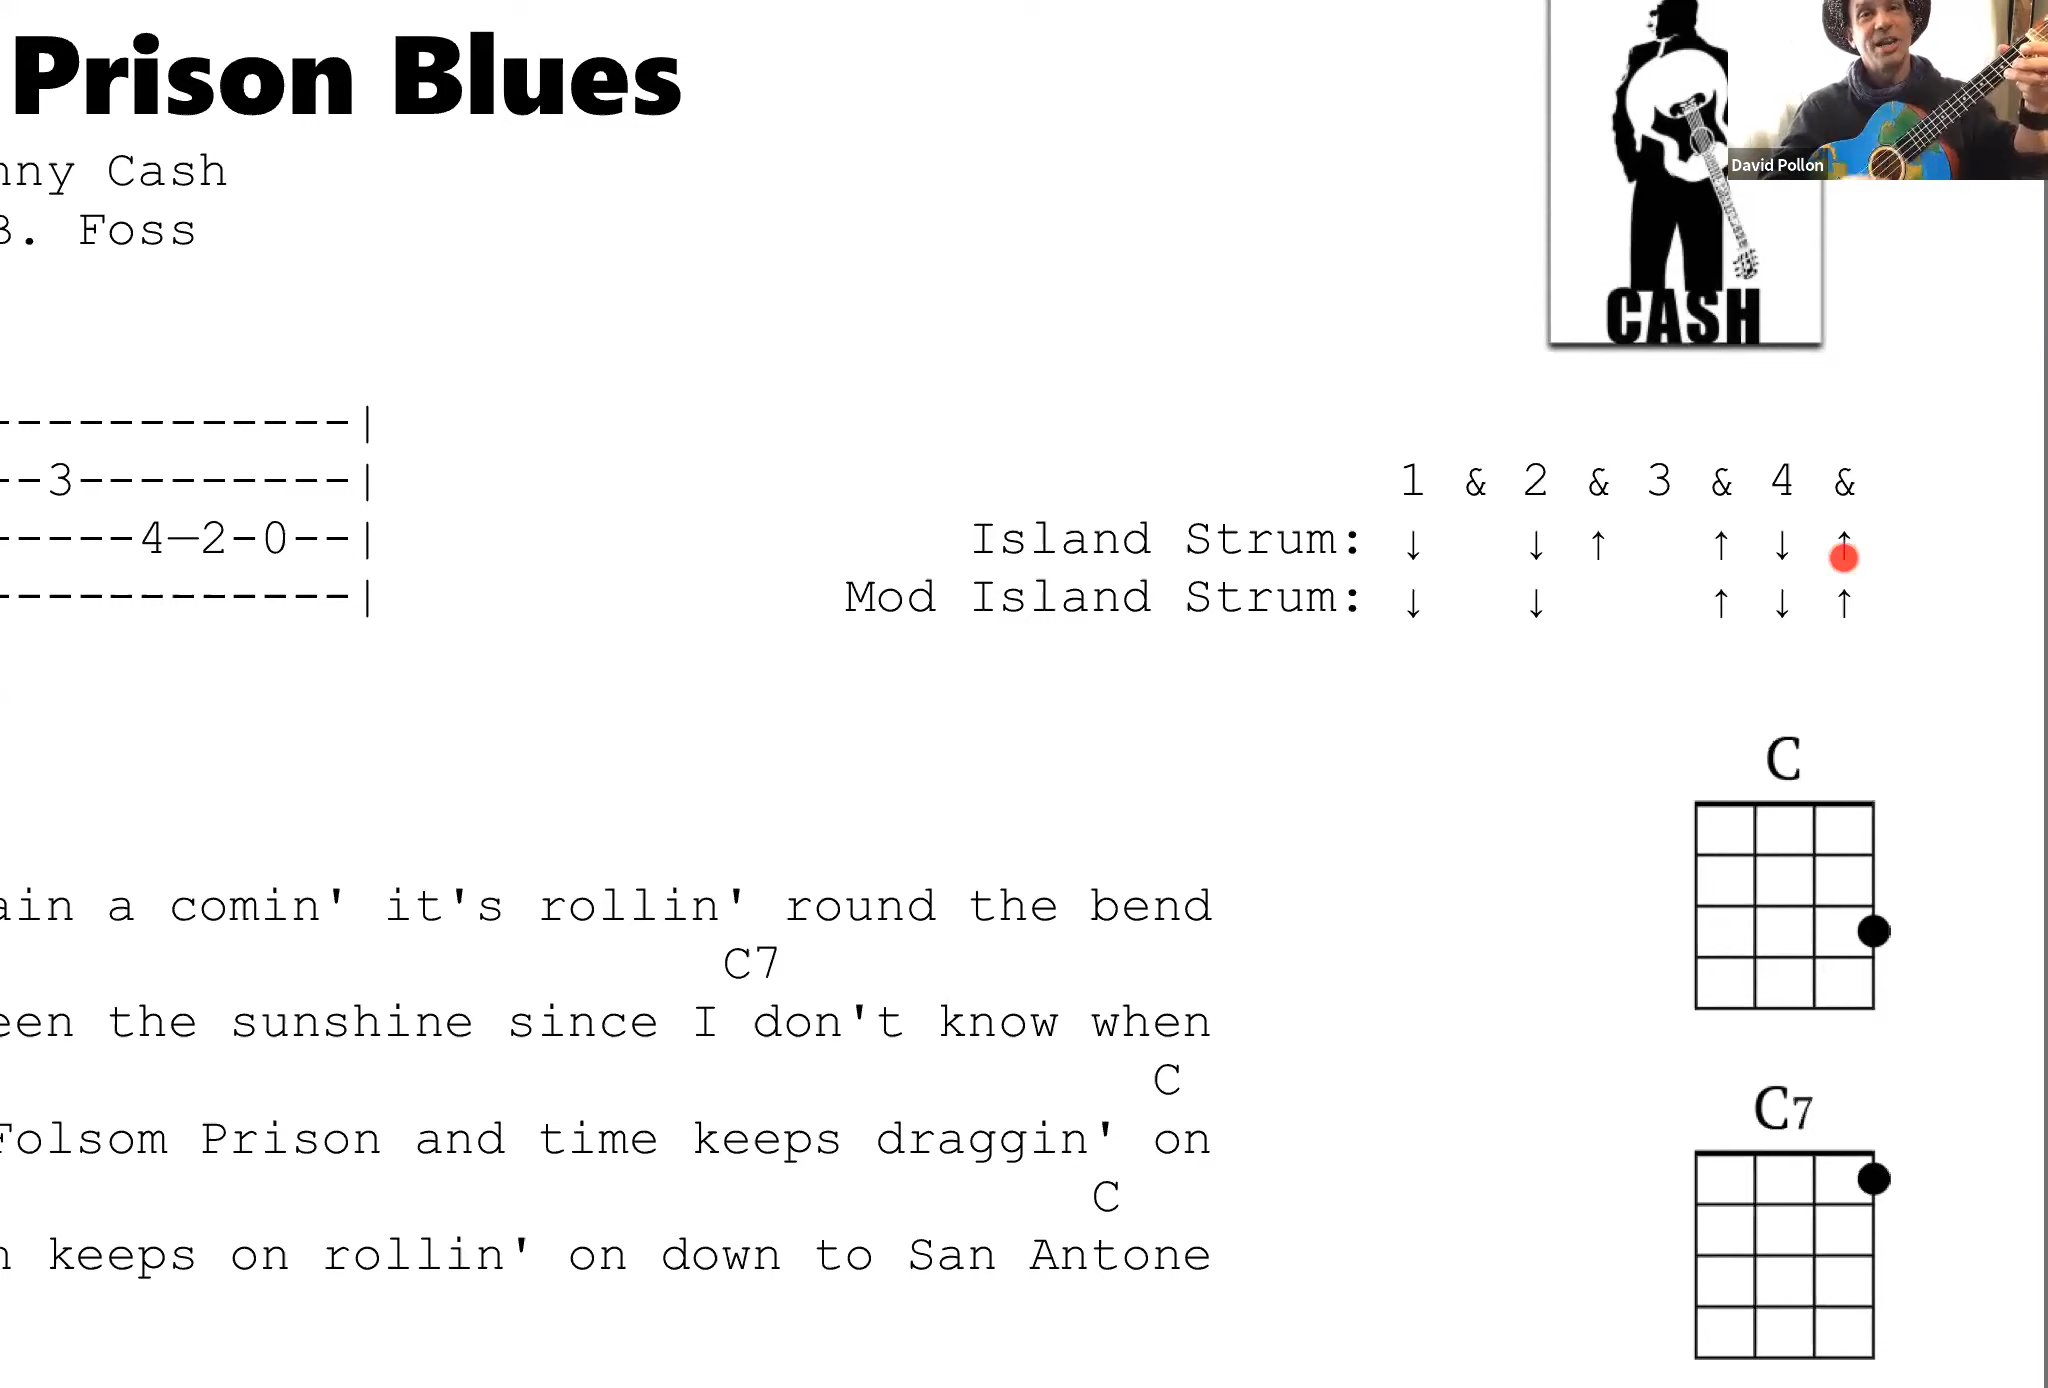 Prison Blues
nny Cash
B. Foss
David Pollon
CASH
------------|
--3---------|
-----4—2-0--|
------------|
1 & 2 & 3 & 4 &
Island Strum: ↓ ↓ ↑ ↑ ↓ ↑
Mod Island Strum: ↓ ↓ ↑ ↓ ↑
ain a comin' it's rollin' round the bend
C7
een the sunshine since I don't know when
C
Folsom Prison and time keeps draggin' on
C
n keeps on rollin' on down to San Antone
C
C7